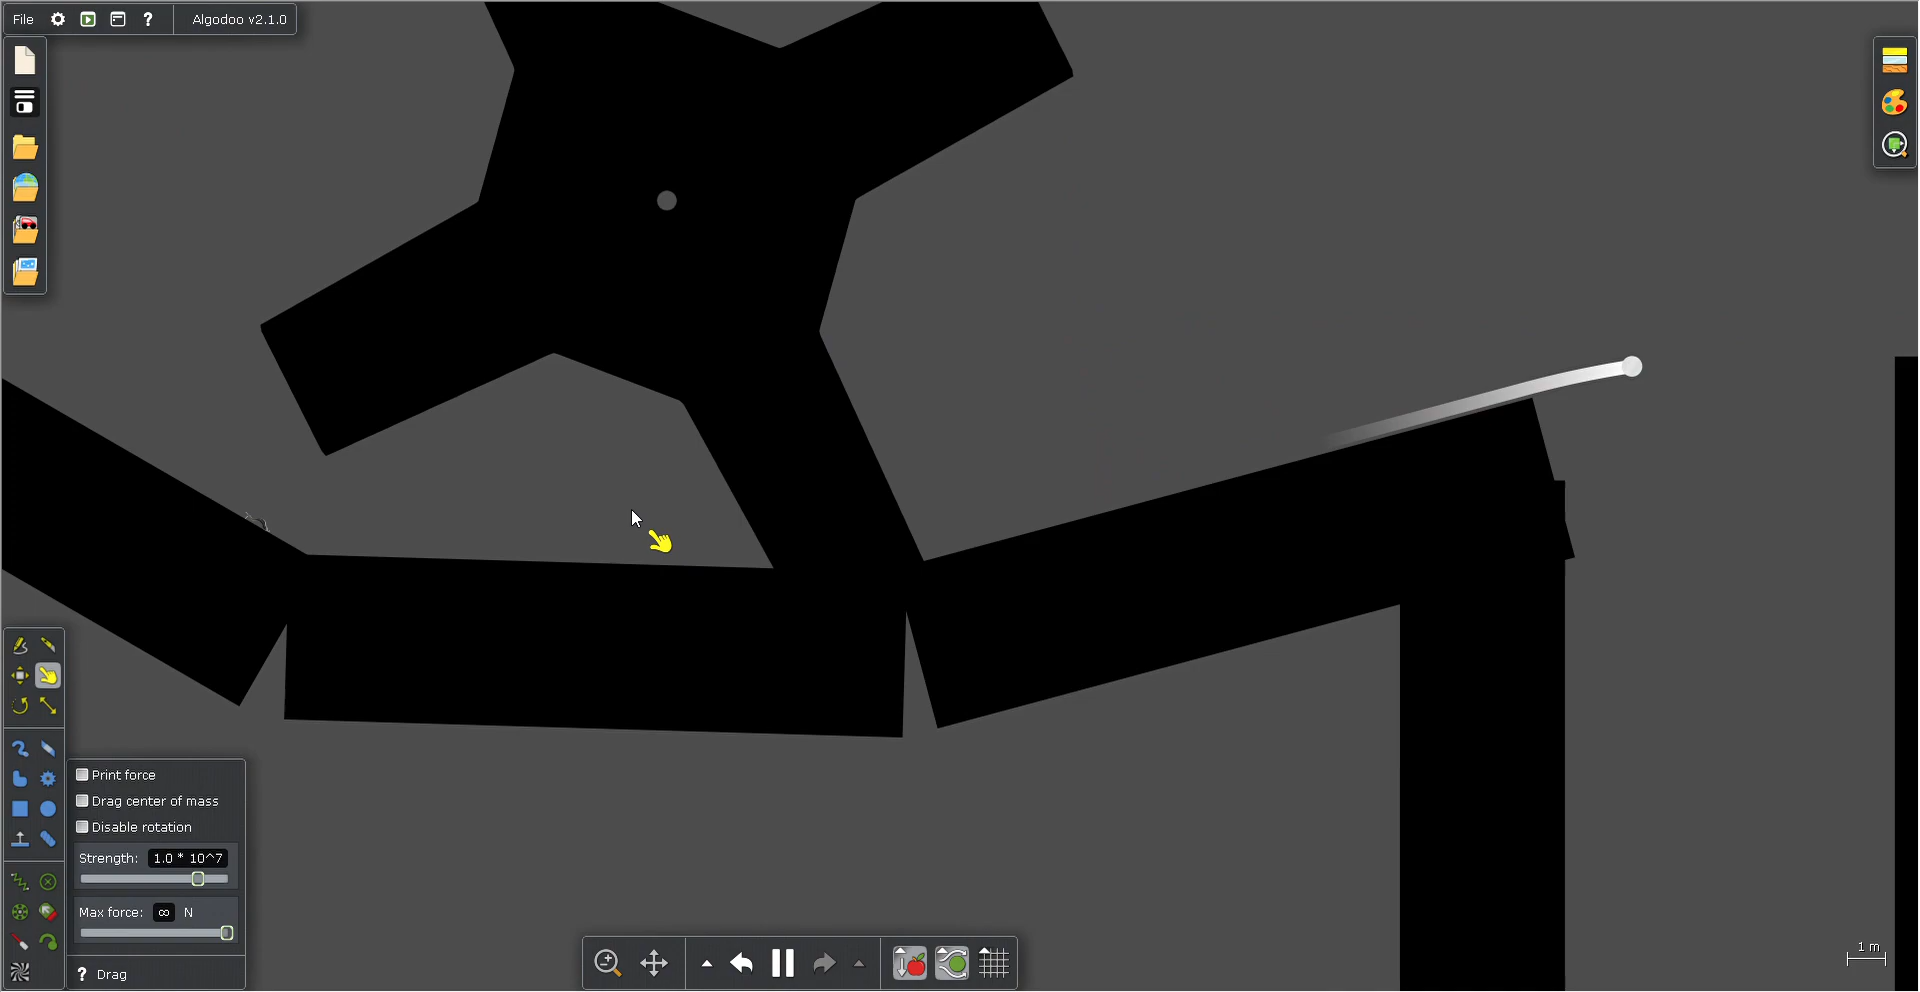 File ? Algodoo v2.1.0
Print force
Drag center of mass
Disable rotation
Strength: 1.0 * 10^7
Max force: ∞ N
? Drag
1 m